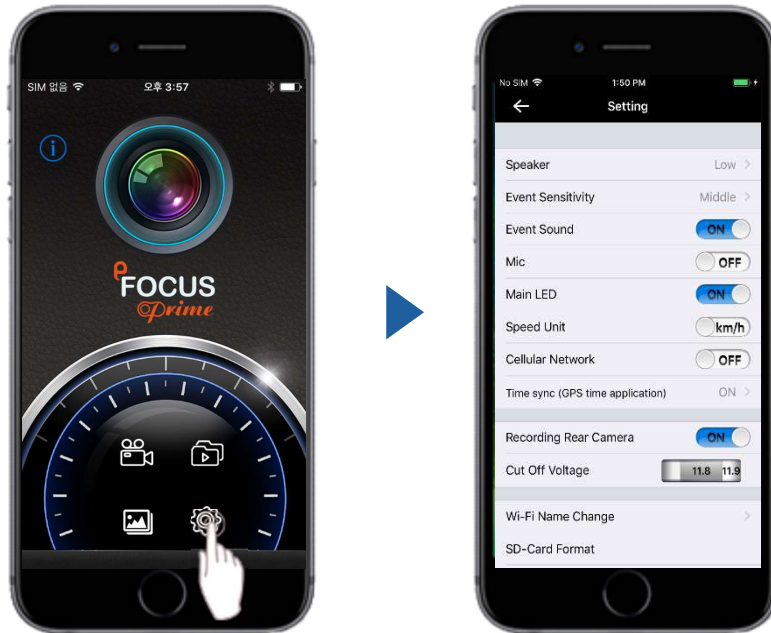 SIM 없음 오후 3:57
i
e
FOCUS
Prime
No SIM 1:50 PM
Setting
Speaker Low >
Event Sensitivity Middle >
Event Sound ON
Mic OFF
Main LED ON
Speed Unit km/h
Cellular Network OFF
Time sync (GPS time application) ON >
Recording Rear Camera ON
Cut Off Voltage 11.8 11.9
Wi-Fi Name Change >
SD-Card Format